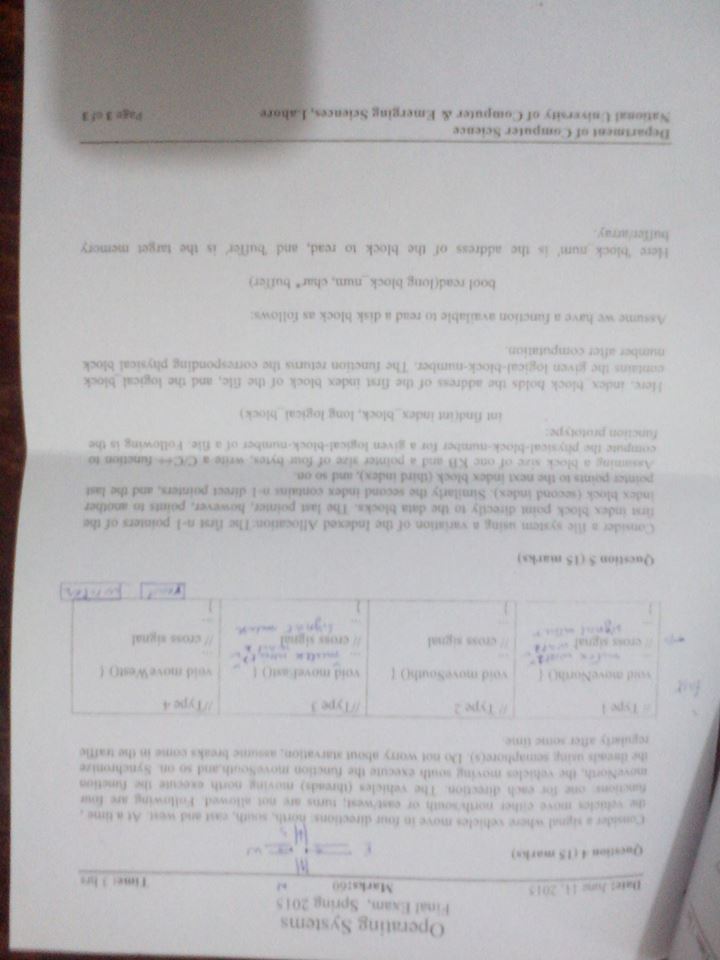 Operating Systems
Final Exam, Spring 2015
Date: June 11, 2015 Marks:60 Time: 3 hrs
Question 4 (15 marks)
Consider a signal where vehicles move in four directions: north, south, east and west. At a time,
the vehicles move either north/south or east/west; turns are not allowed. Following are four
functions: one for each direction. The vehicles (threads) moving north execute the function
moveNorth, the vehicles moving south execute the function moveSouth and so on. Synchronize
the threads using semaphore(s). Do not worry about starvation, assume breaks come in the traffic
regularly after some time.
// Type 1 // Type 2 //Type 3 //Type 4
void moveNorth() { void moveSouth() { void moveEast() { void moveWest() {
... ... ... ...
// cross signal // cross signal // cross signal // cross signal
... ... ... ...
} } } }
Question 5 (15 marks)
Consider a file system using a variation of the Indexed Allocation:The first n-1 pointers of the
first index block point directly to the data blocks. The last pointer, however, points to another
index block (second index). Similarly the second index contains n-1 direct pointers, and the last
pointer points to the next index block (third index), and so on.
Assuming a block size of one KB and a pointer size of four bytes, write a C/C++ function to
compute the physical-block-number for a given logical-block-number of a file. Following is the
function prototype:
int find(int index_block, long logical_block)
Here, index_block holds the address of the first index block of the file, and the logical_block
contains the given logical-block-number. The function returns the corresponding physical block
number after computation.
Assume we have a function available to read a disk block as follows:
bool read(long block_num, char* buffer)
Here 'block_num' is the address of the block to read, and 'buffer' is the target memory
buffer/array.
Department of Computer Science
National University of Computer & Emerging Sciences, Lahore Page 3 of 3